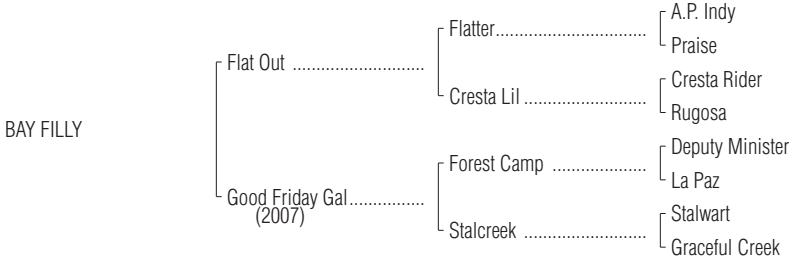 A.P. Indy
Flatter..................................
Praise
Flat Out .............................
Cresta Rider
Cresta Lil ...........................
Rugosa
BAY FILLY
Deputy Minister
Forest Camp .....................
La Paz
Good Friday Gal.................
(2007)
Stalwart
Stalcreek ...........................
Graceful Creek